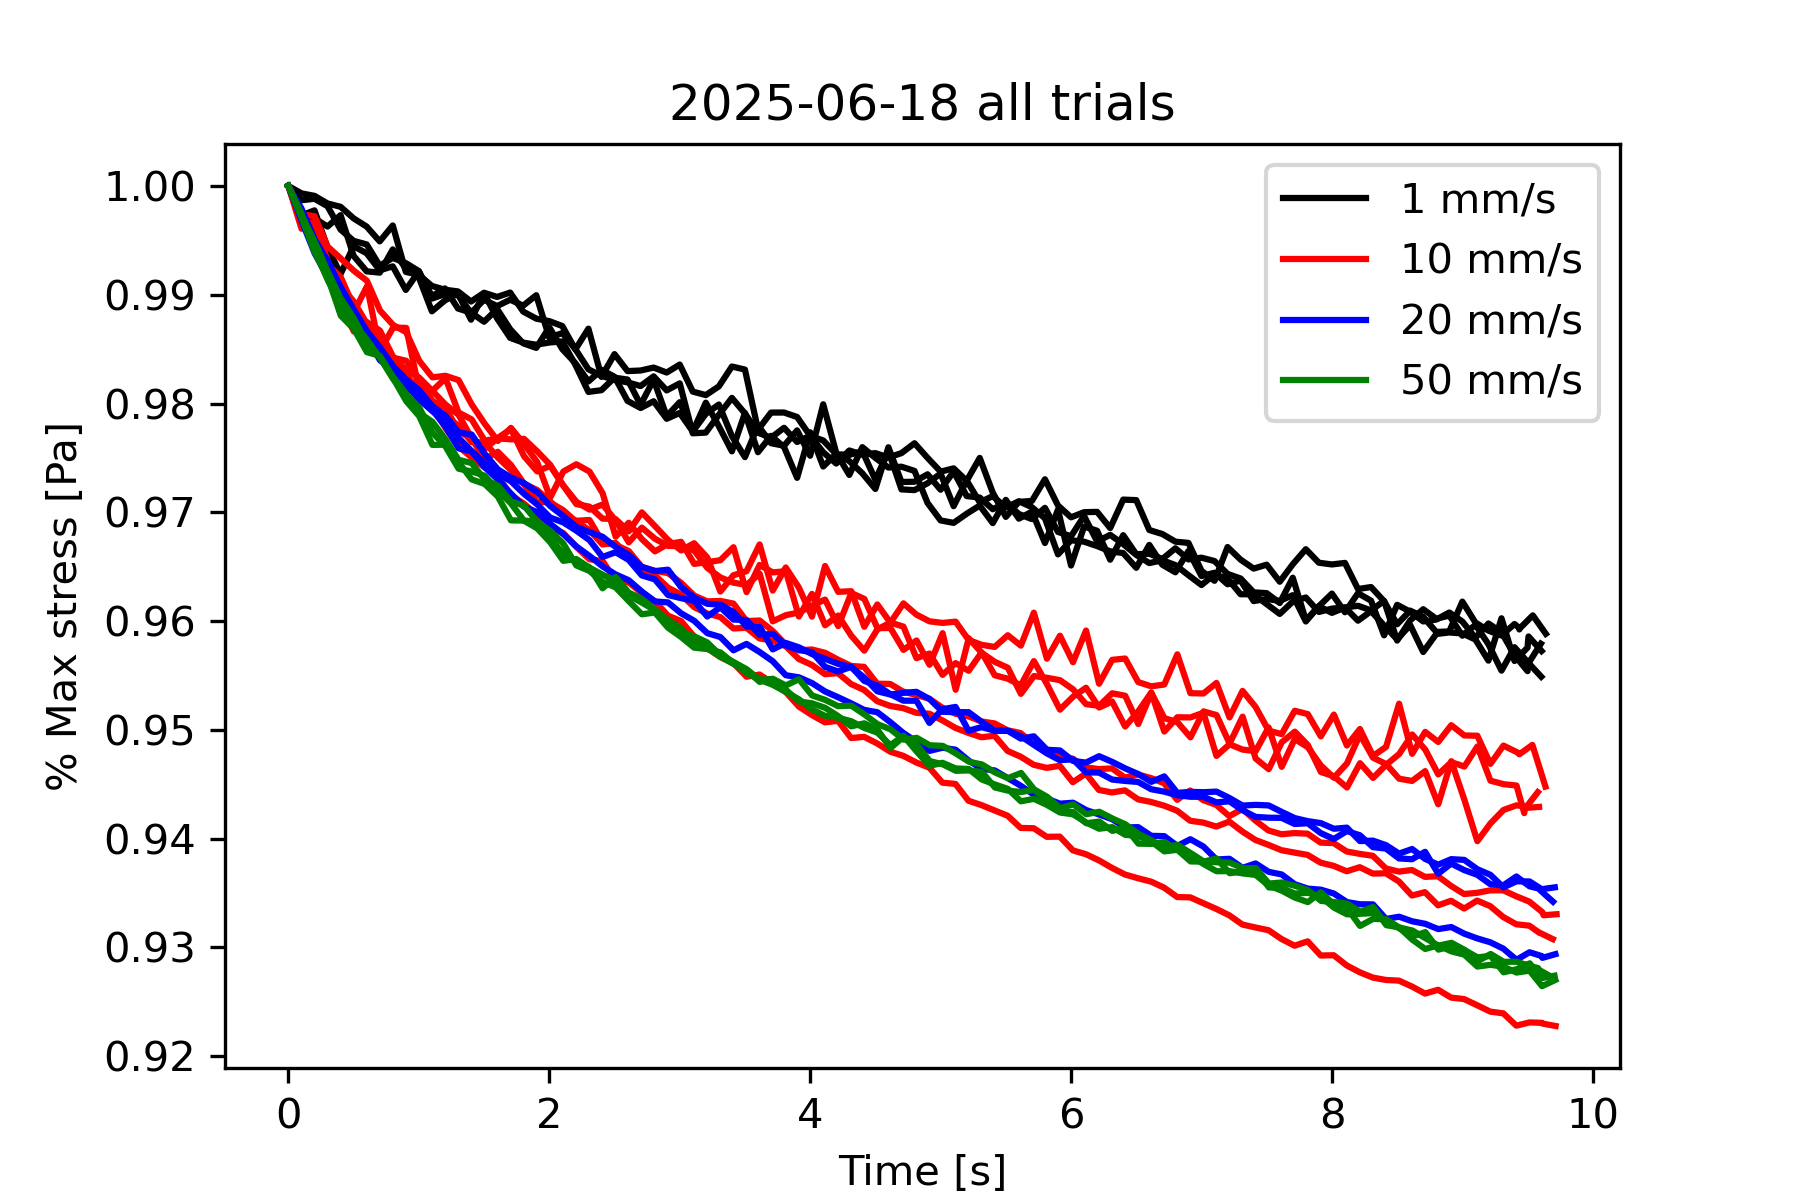 2025-06-18 all trials
% Max stress [Pa]
1.00
0.99
0.98
0.97
0.96
0.95
0.94
0.93
0.92
1 mm/s
10 mm/s
20 mm/s
50 mm/s
0 2 4 6 8 10
Time [s]